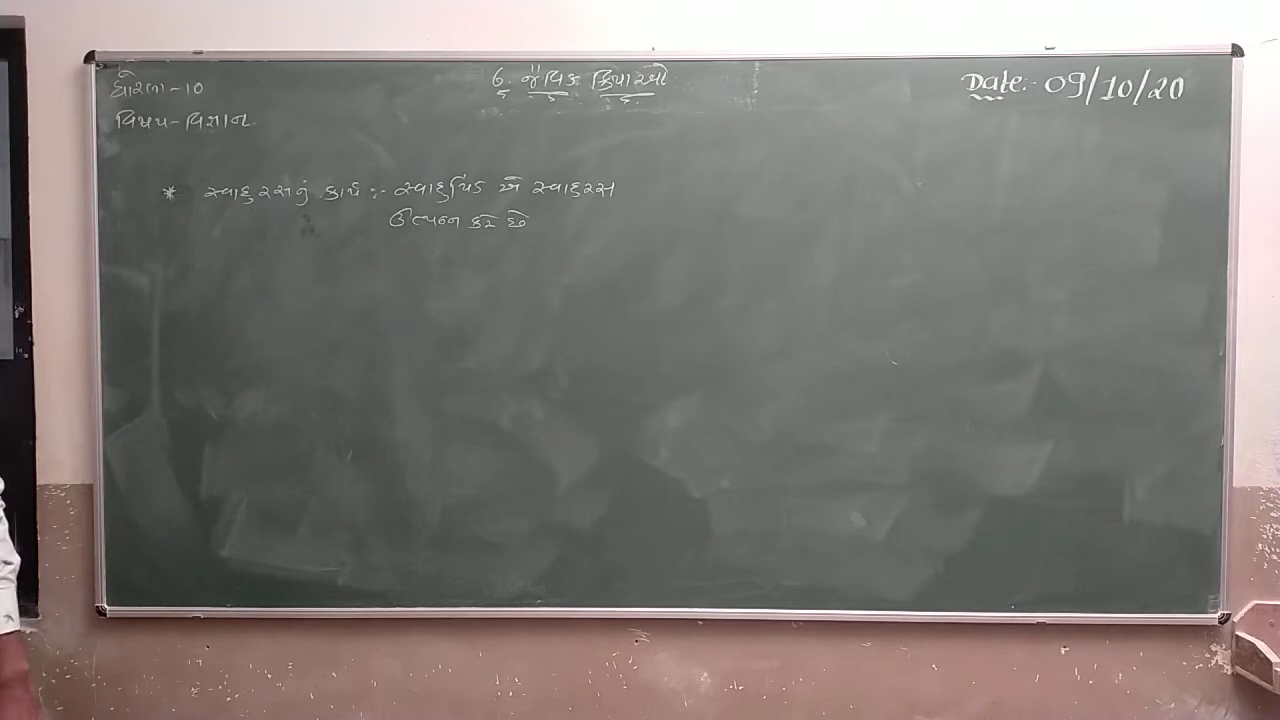 ધોરણ-10
6. જૈવિક ક્રિયાઓ
Date:- 09/10/20
વિષય-વિજ્ઞાન.
* સ્વાદુરસનું કાર્ય :- સ્વાદુપિંડ એ સ્વાદુરસ
ઉત્પન્ન કરે છે